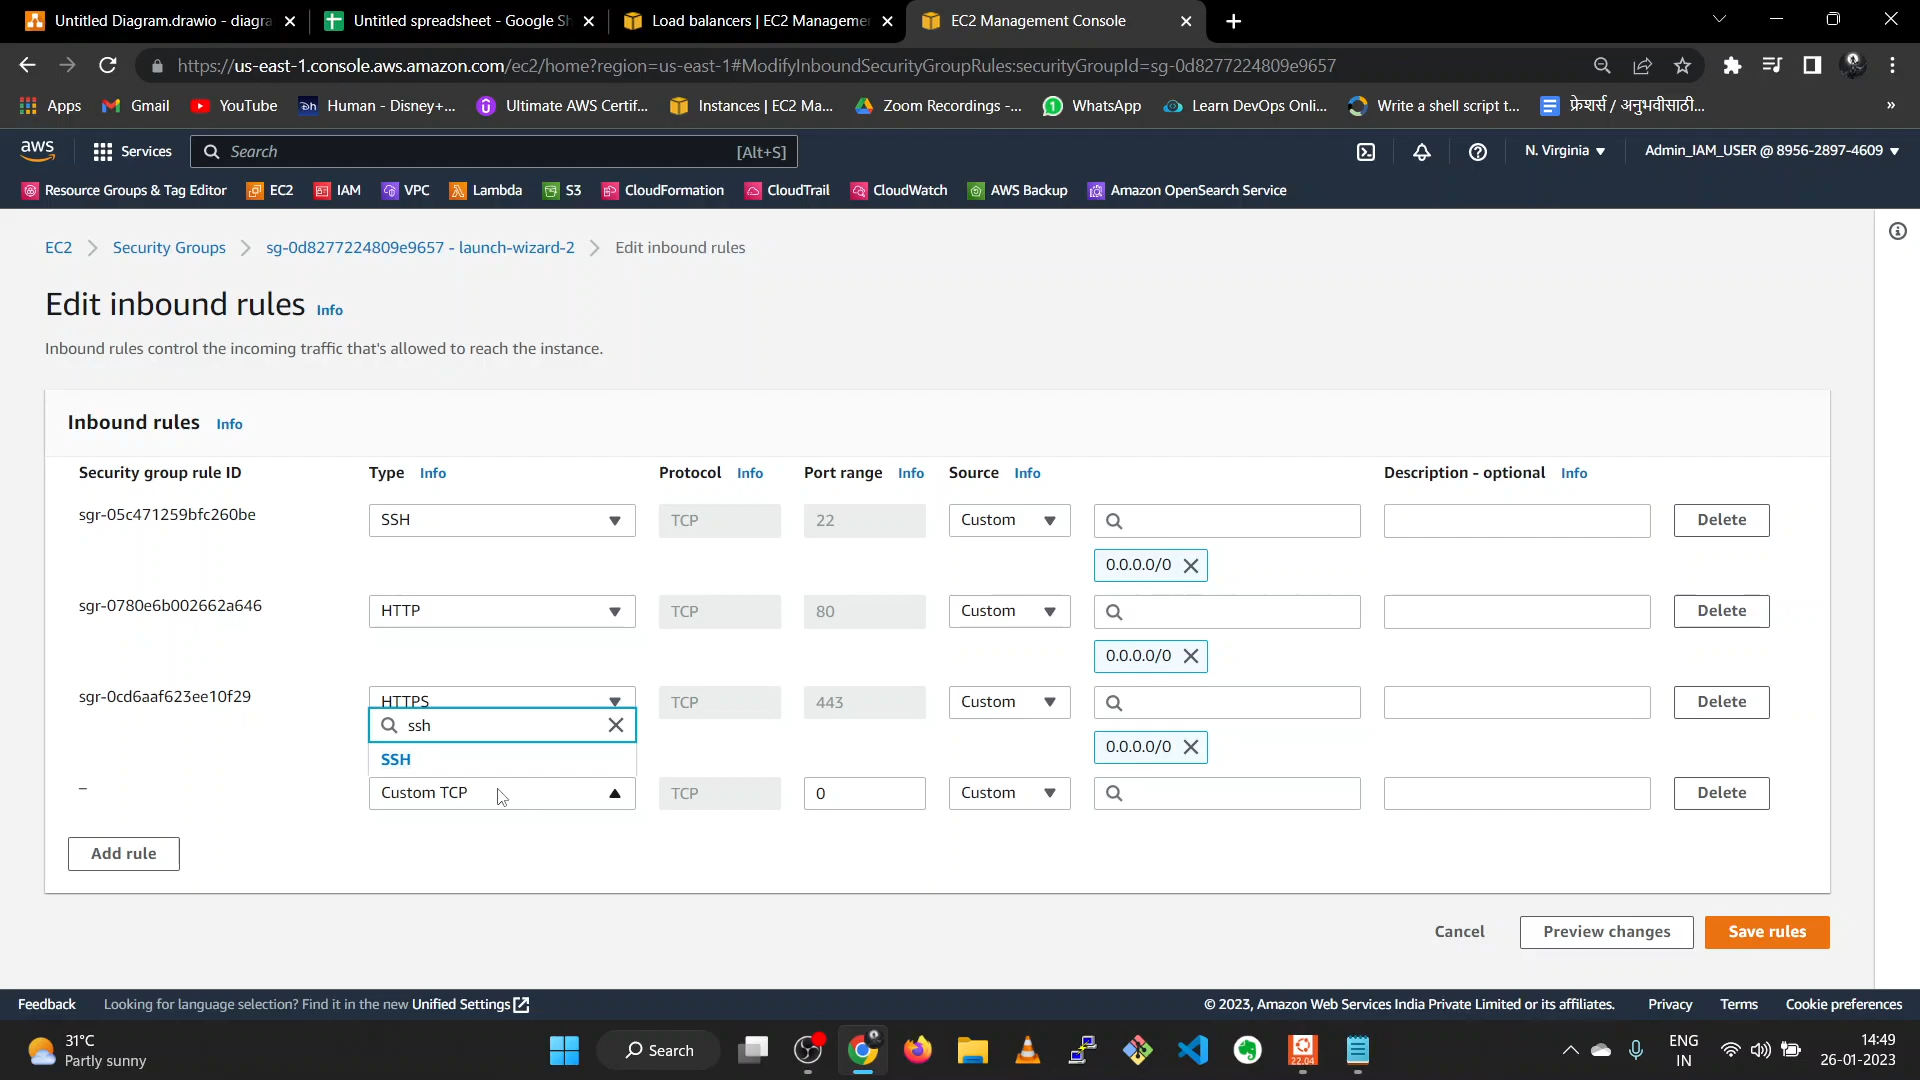 Untitled Diagram.drawio - diagra
Untitled spreadsheet - Google Sh
Load balancers | EC2 Manageme
EC2 Management Console
https://us-east-1.console.aws.amazon.com/ec2/home?region=us-east-1#ModifyInboundSecurityGroupRules:securityGroupId=sg-0d8277224809e9657
Apps Gmail YouTube Human - Disney+... Ultimate AWS Certif... Instances | EC2 Ma... Zoom Recordings -... WhatsApp Learn DevOps Onli... Write a shell script t... फ्रेशर्स / अनुभवीसाठी... »
aws Services Search [Alt+S] N. Virginia Admin_IAM_USER @ 8956-2897-4609
Resource Groups & Tag Editor EC2 IAM VPC Lambda S3 CloudFormation CloudTrail CloudWatch AWS Backup Amazon OpenSearch Service
EC2 Security Groups sg-0d8277224809e9657 - launch-wizard-2 Edit inbound rules
Edit inbound rules Info
Inbound rules control the incoming traffic that's allowed to reach the instance.
Inbound rules Info
Security group rule ID Type Info Protocol Info Port range Info Source Info Description - optional Info
sgr-05c471259bfc260be SSH TCP 22 Custom Delete
0.0.0.0/0
sgr-0780e6b002662a646 HTTP TCP 80 Custom Delete
0.0.0.0/0
sgr-0cd6aaf623ee10f29 HTTPS TCP 443 Custom Delete
ssh
0.0.0.0/0
SSH
– Custom TCP TCP 0 Custom Delete
Add rule
Cancel Preview changes Save rules
Feedback Looking for language selection? Find it in the new Unified Settings © 2023, Amazon Web Services India Private Limited or its affiliates. Privacy Terms Cookie preferences
31°C
Partly sunny
Search
22.04
ENG
IN
14:49
26-01-2023